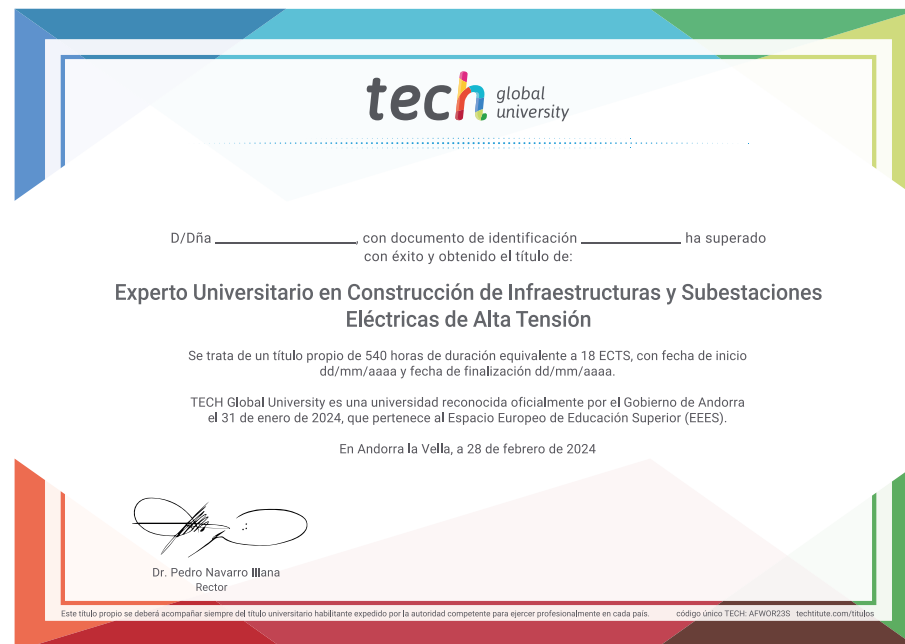 tech global
university
D/Dña ____________________, con documento de identificación ______________ ha superado
con éxito y obtenido el título de:
Experto Universitario en Construcción de Infraestructuras y Subestaciones
Eléctricas de Alta Tensión
Se trata de un título propio de 540 horas de duración equivalente a 18 ECTS, con fecha de inicio
dd/mm/aaaa y fecha de finalización dd/mm/aaaa.
TECH Global University es una universidad reconocida oficialmente por el Gobierno de Andorra
el 31 de enero de 2024, que pertenece al Espacio Europeo de Educación Superior (EEES).
En Andorra la Vella, a 28 de febrero de 2024
Dr. Pedro Navarro Illana
Rector
Este título propio se deberá acompañar siempre del título universitario habilitante expedido por la autoridad competente para ejercer profesionalmente en cada país. código único TECH: AFWOR23S techtitute.com/titulos